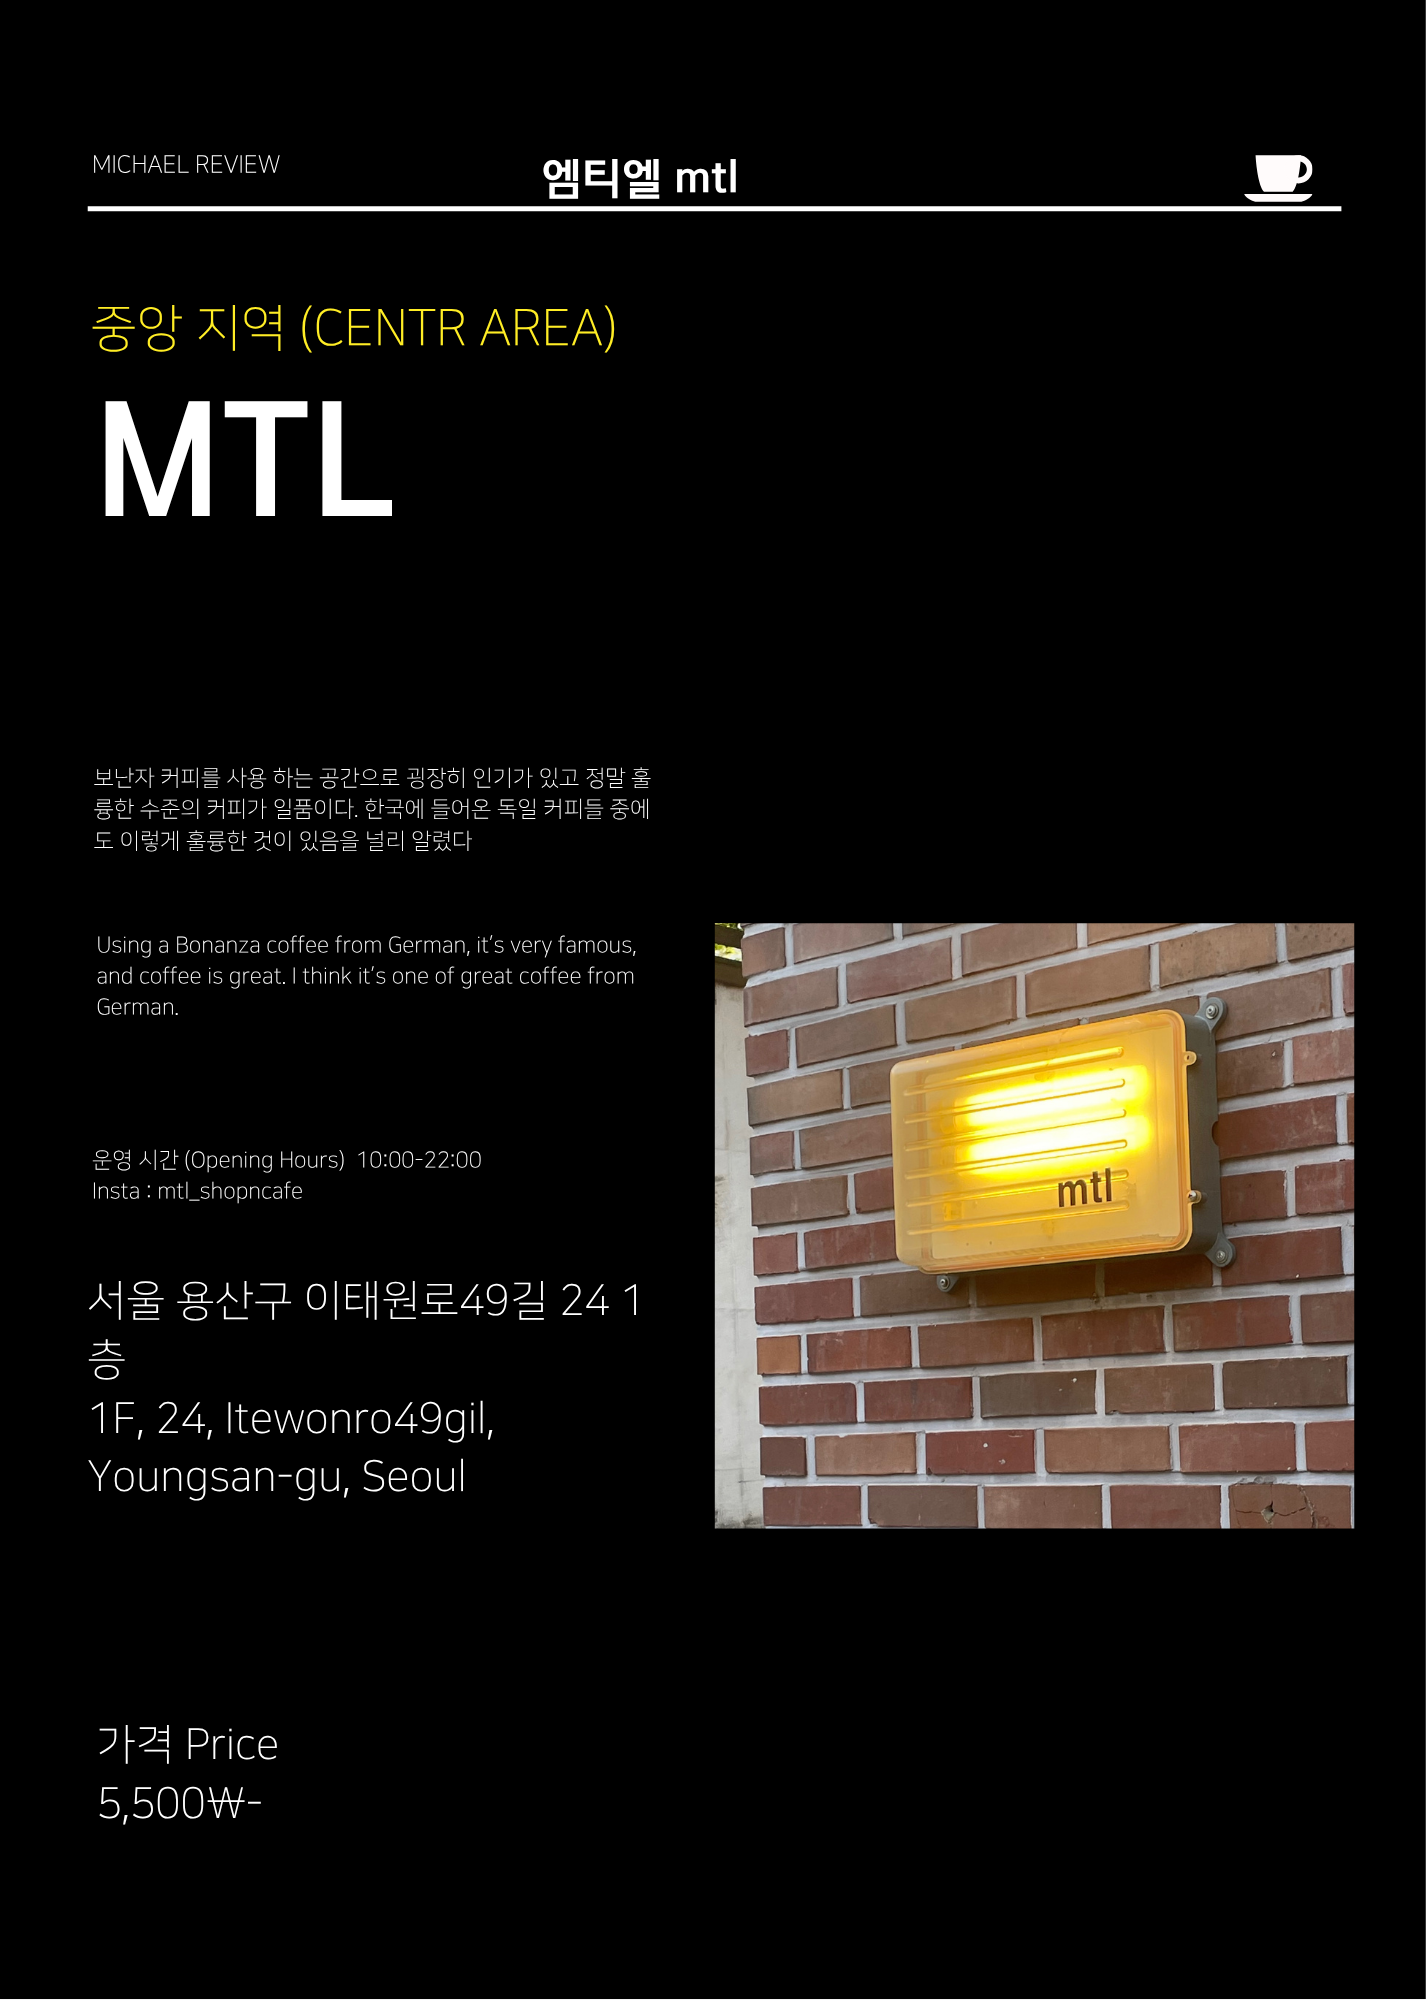 MICHAEL REVIEW
엠티엘 mtl
중앙 지역 (CENTR AREA)
MTL
보난자 커피를 사용 하는 공간으로 굉장히 인기가 있고 정말 훌
륭한 수준의 커피가 일품이다. 한국에 들어온 독일 커피들 중에
도 이렇게 훌륭한 것이 있음을 널리 알렸다
Using a Bonanza coffee from German, it's very famous,
and coffee is great. I think it's one of great coffee from
German.
운영 시간 (Opening Hours) 10:00-22:00
Insta : mtl_shopncafe
서울 용산구 이태원로49길 24 1
층
1F, 24, Itewonro49gil,
Youngsan-gu, Seoul
mtl
가격 Price
5,500₩-